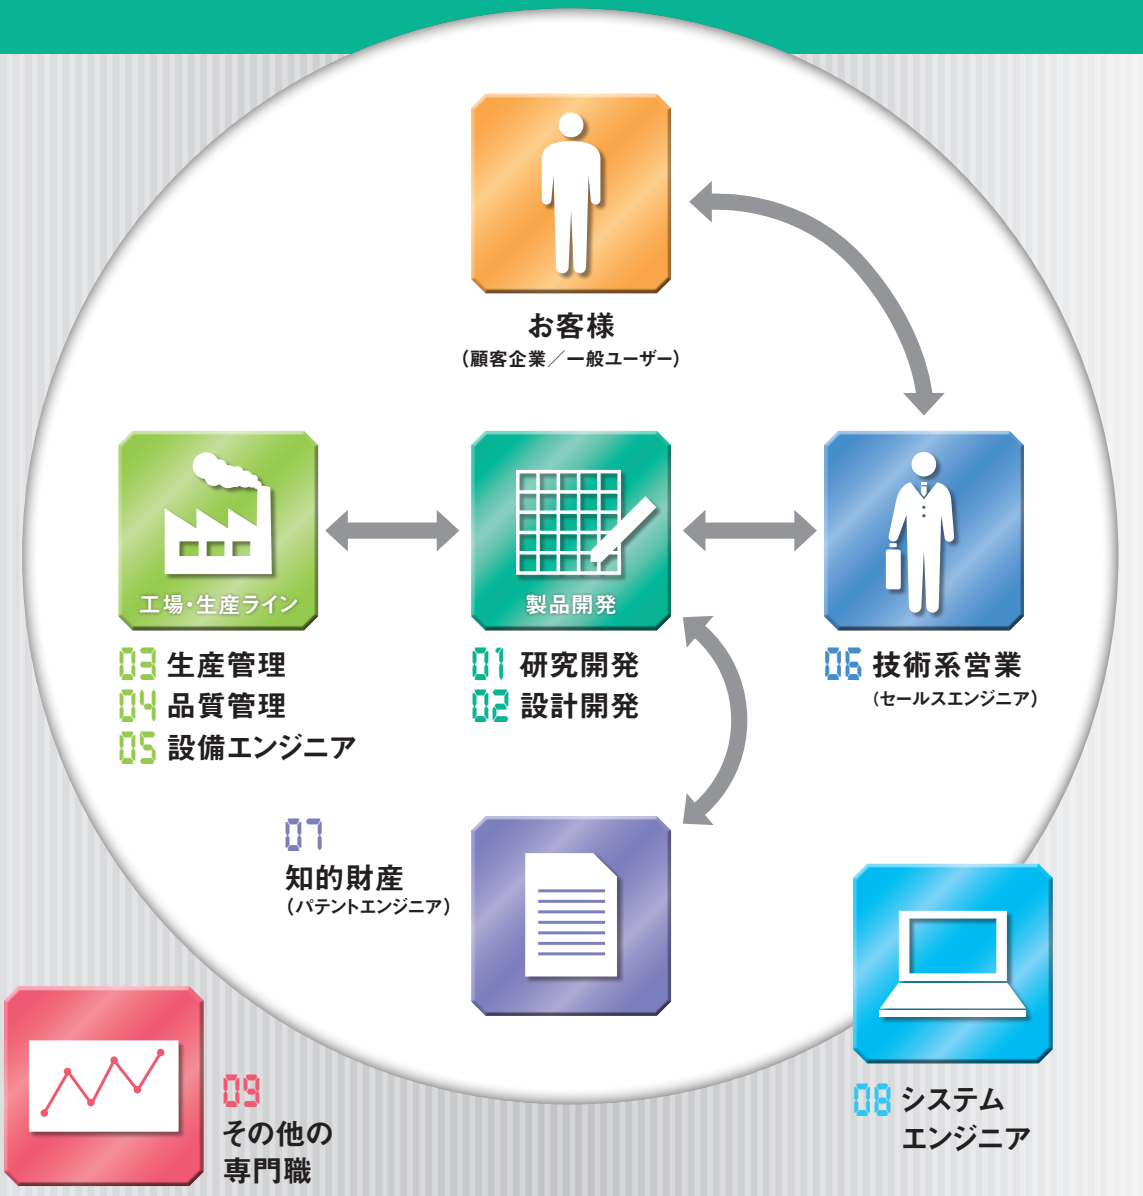 お客様
（顧客企業／一般ユーザー）
工場・生産ライン
03 生産管理
04 品質管理
05 設備エンジニア
製品開発
01 研究開発
02 設計開発
06 技術系営業
（セールスエンジニア）
07
知的財産
（パテントエンジニア）
08 システム
エンジニア
09
その他の
専門職